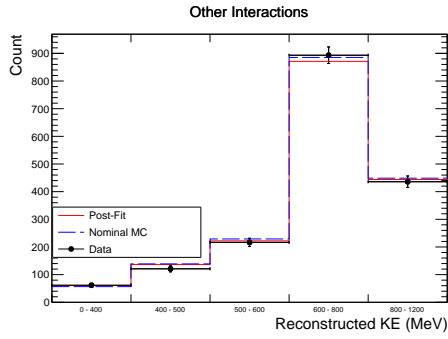 Other Interactions
Count
900
800
700
600
500
400
300
200
100
0
Post-Fit
Nominal MC
Data
0 - 400
400 - 500
500 - 600
600 - 800
800 - 1200
Reconstructed KE (MeV)